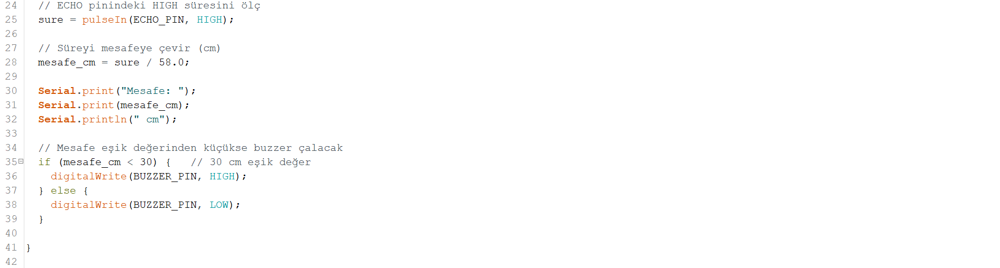 24   // ECHO pinindeki HIGH süresini ölç
25   sure = pulseIn(ECHO_PIN, HIGH);
26
27   // Süreyi mesafeye çevir (cm)
28   mesafe_cm = sure / 58.0;
29
30   Serial.print("Mesafe: ");
31   Serial.print(mesafe_cm);
32   Serial.println(" cm");
33
34   // Mesafe eşik değerinden küçükse buzzer çalacak
35   if (mesafe_cm < 30) {   // 30 cm eşik değer
36     digitalWrite(BUZZER_PIN, HIGH);
37   } else {
38     digitalWrite(BUZZER_PIN, LOW);
39   }
40
41 }
42